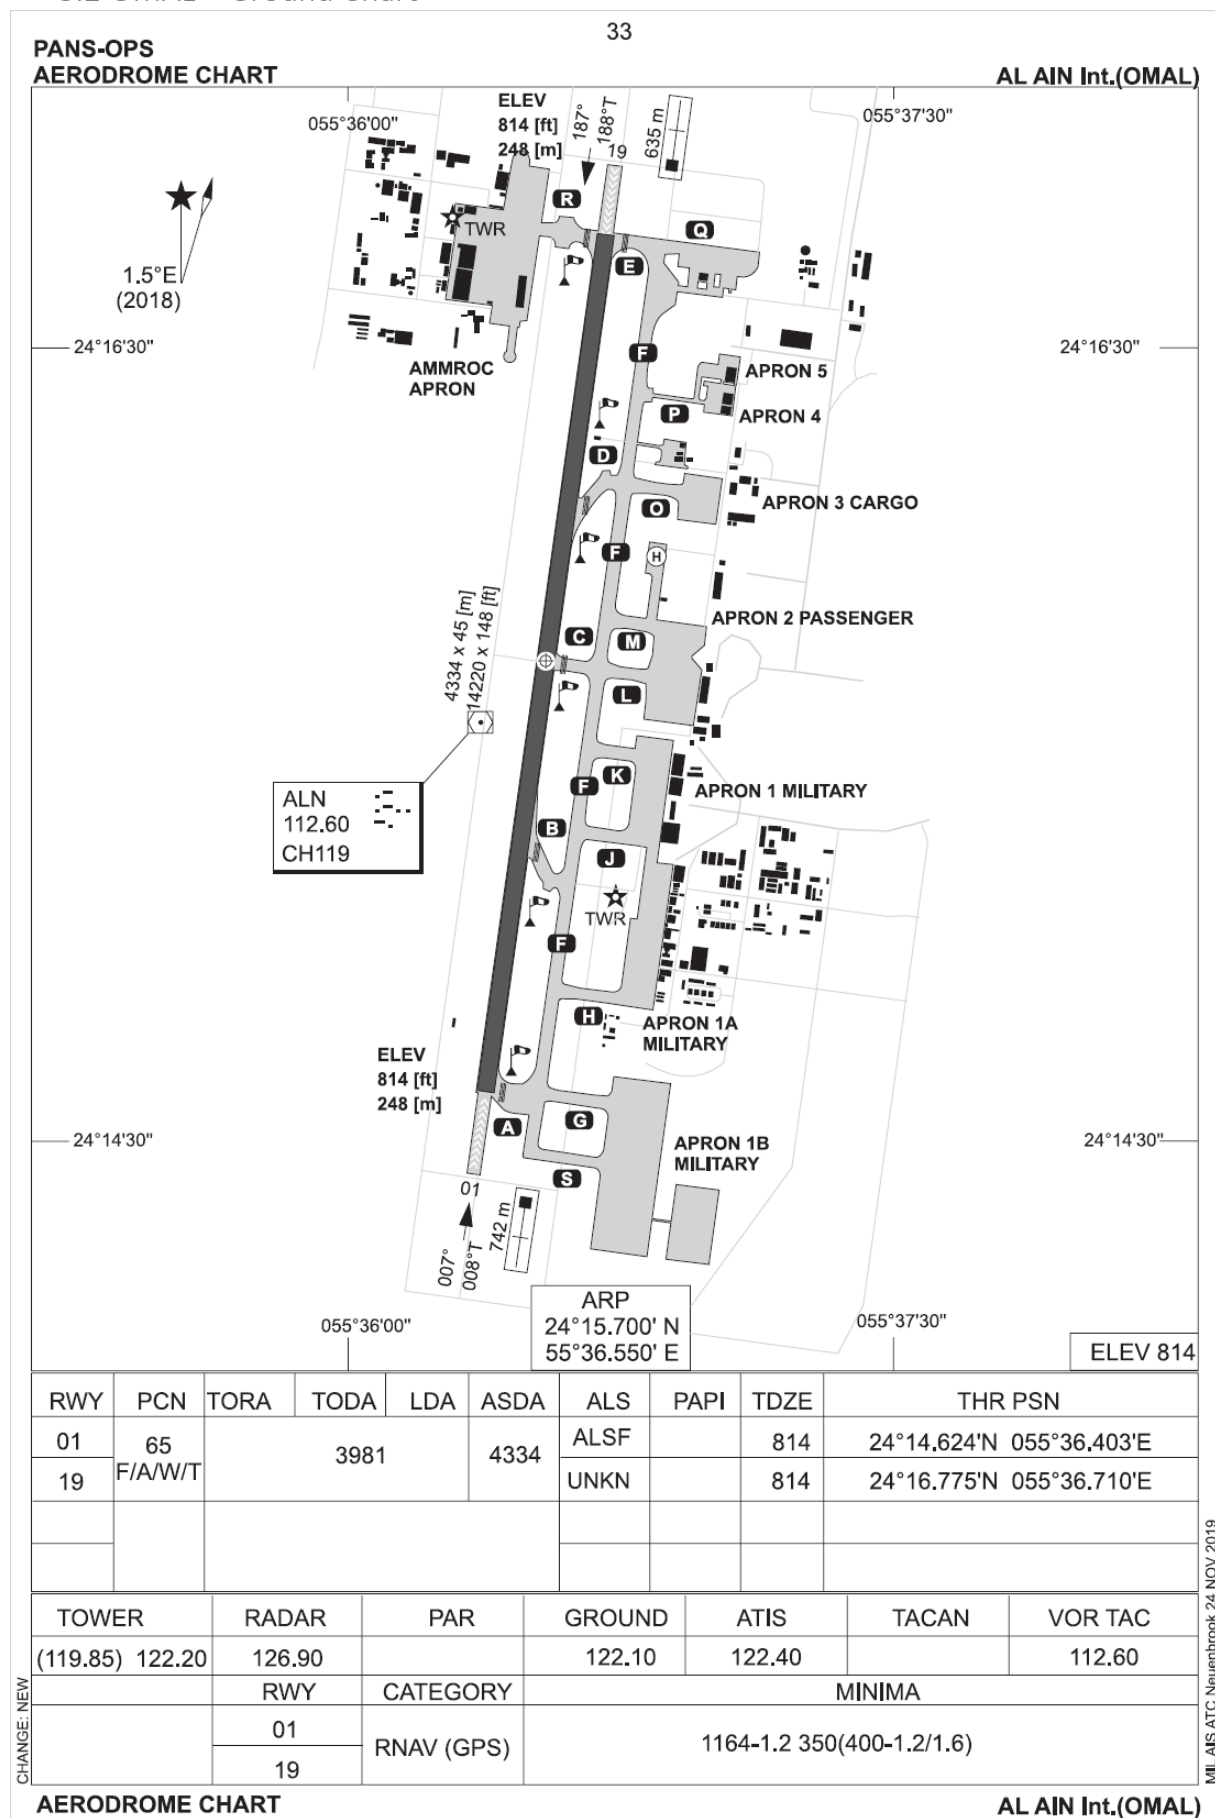 33
PANS-OPS
AERODROME CHART
AL AIN Int.(OMAL)
055°36'00"
ELEV
814 [ft]
248 [m]
187°
188°T
19
635 m
055°37'30"
R
TWR
Q
E
1.5°E
(2018)
24°16'30"
24°16'30"
F
AMMROC
APRON
APRON 5
P
APRON 4
D
O
APRON 3 CARGO
F
H
APRON 2 PASSENGER
C
M
4334 x 45 [m]
14220 x 148 [ft]
L
K
F
APRON 1 MILITARY
ALN
112.60
CH119
B
J
TWR
F
H
APRON 1A
MILITARY
ELEV
814 [ft]
248 [m]
A
G
24°14'30"
24°14'30"
APRON 1B
MILITARY
S
01
742 m
007°
008°T
ARP
24°15.700' N
55°36.550' E
055°36'00"
055°37'30"
ELEV 814
RWY PCN TORA TODA LDA ASDA ALS PAPI TDZE THR PSN
01 65 F/A/W/T 3981 4334 ALSF 814 24°14.624'N 055°36.403'E
19 UNKN 814 24°16.775'N 055°36.710'E
TOWER RADAR PAR GROUND ATIS TACAN VOR TAC
(119.85) 122.20 126.90 122.10 122.40 112.60
RWY CATEGORY MINIMA
01 RNAV (GPS) 1164-1.2 350(400-1.2/1.6)
19
CHANGE: NEW
MIL AIS ATC Neuenbrook 24 NOV 2019
AERODROME CHART
AL AIN Int.(OMAL)